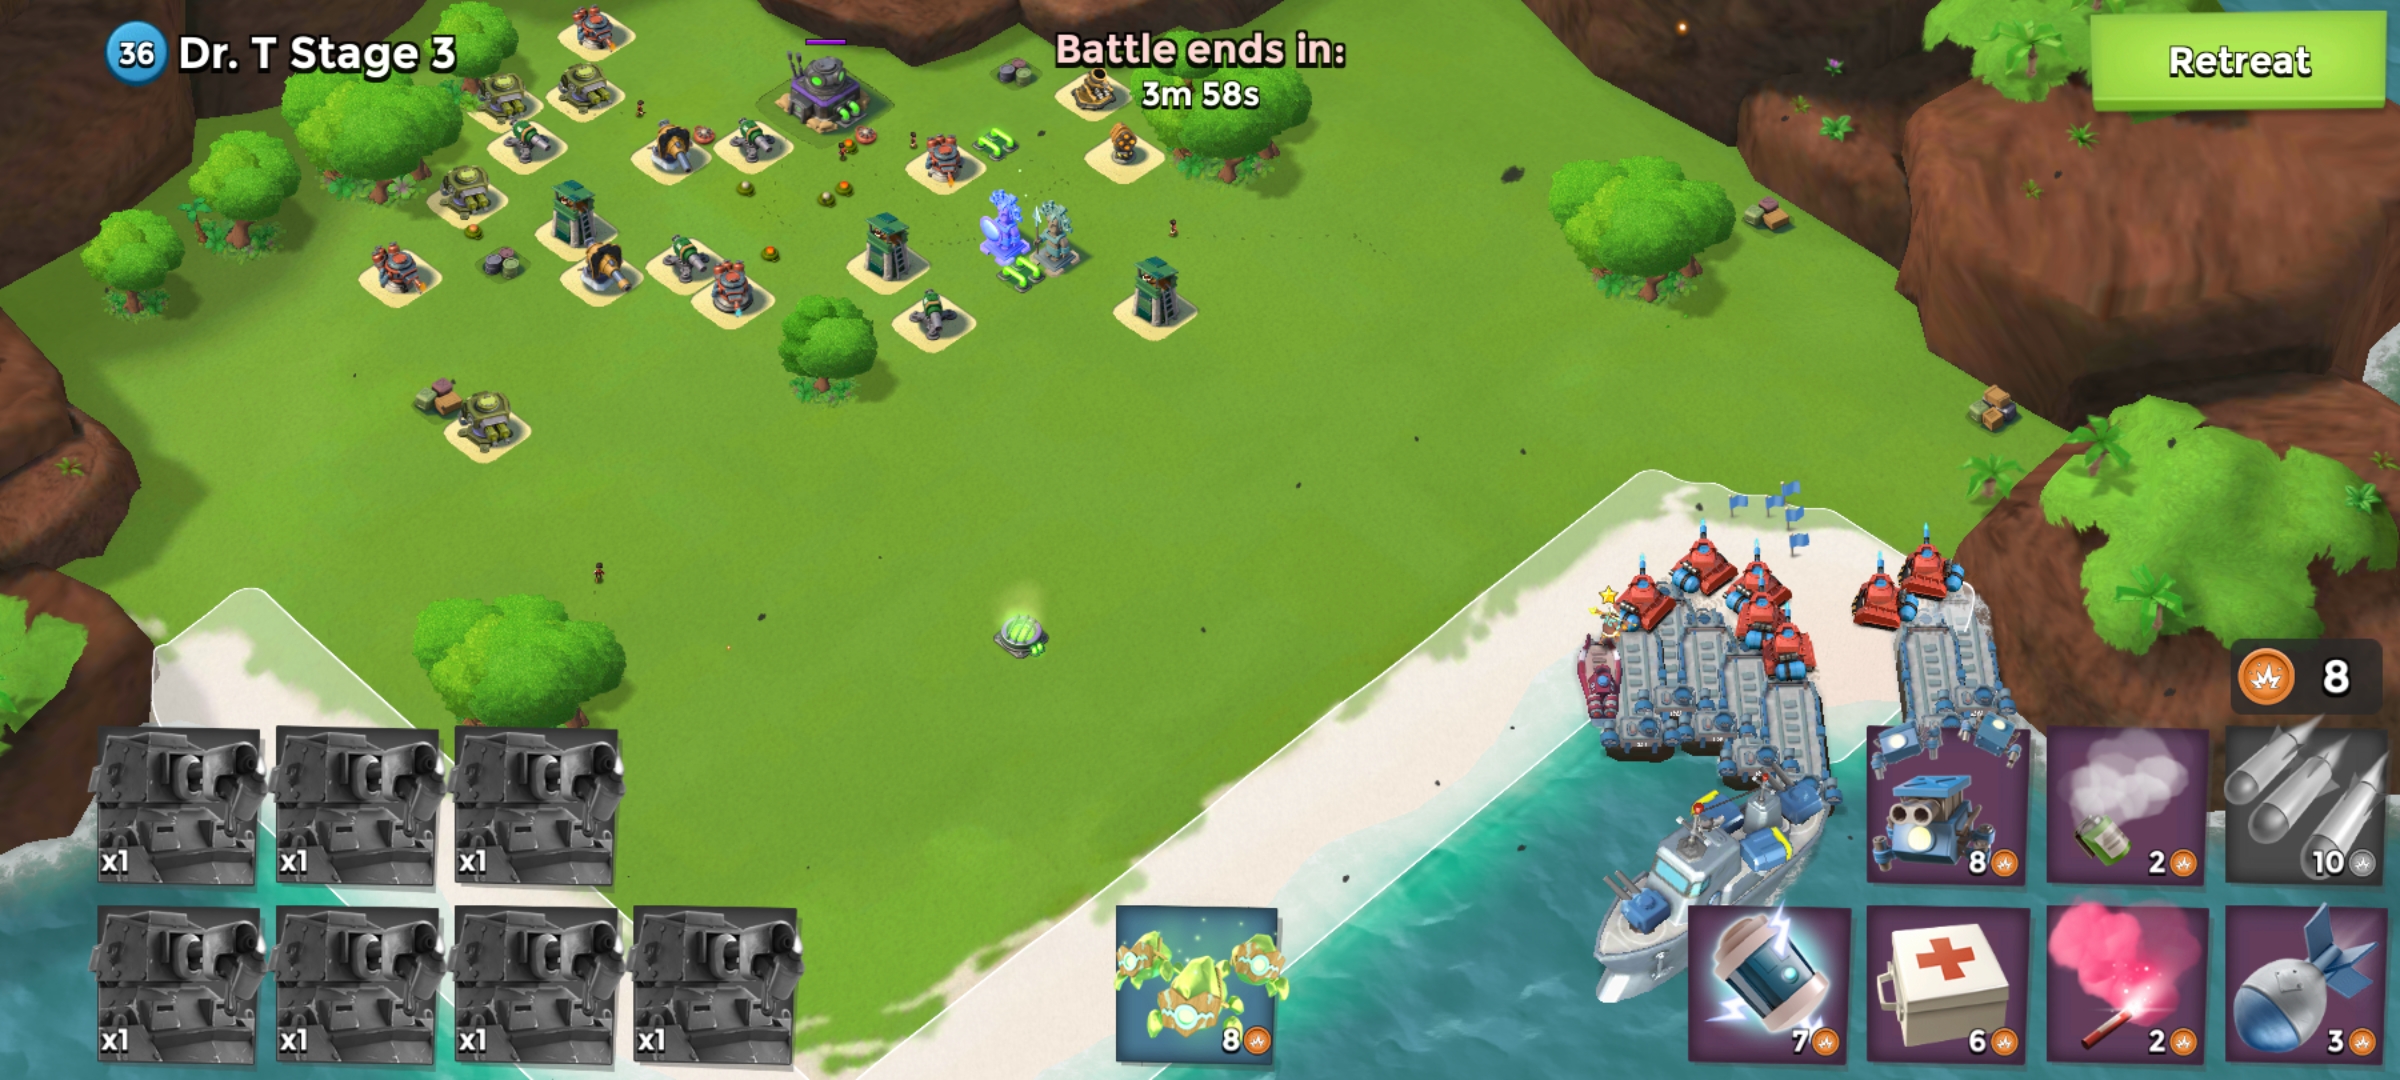 36 Dr. T Stage 3
Battle ends in:
3m 58s
Retreat
8
x1 x1 x1
8 2 10
x1 x1 x1 x1 8 7 6 2 3